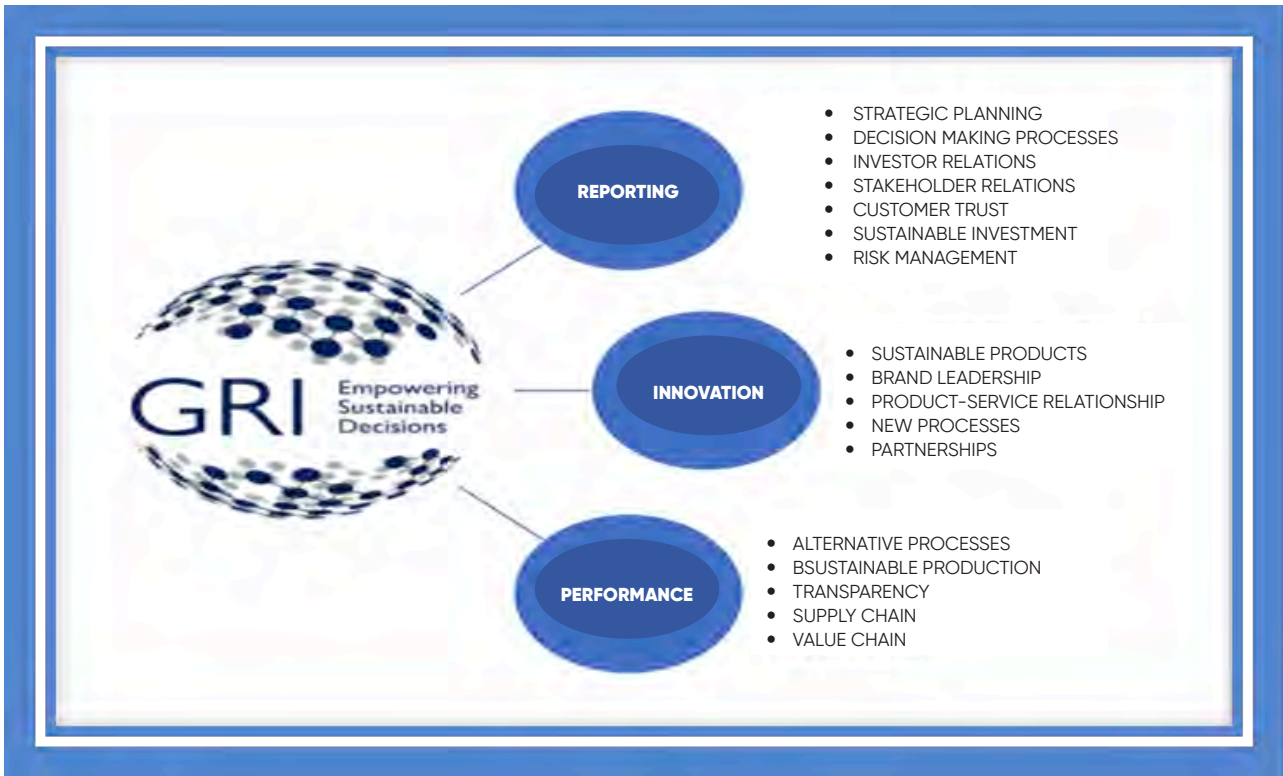 REPORTING
• STRATEGIC PLANNING
• DECISION MAKING PROCESSES
• INVESTOR RELATIONS
• STAKEHOLDER RELATIONS
• CUSTOMER TRUST
• SUSTAINABLE INVESTMENT
• RISK MANAGEMENT
GRI
Empowering
Sustainable
Decisions
INNOVATION
• SUSTAINABLE PRODUCTS
• BRAND LEADERSHIP
• PRODUCT-SERVICE RELATIONSHIP
• NEW PROCESSES
• PARTNERSHIPS
PERFORMANCE
• ALTERNATIVE PROCESSES
• BSUSTAINABLE PRODUCTION
• TRANSPARENCY
• SUPPLY CHAIN
• VALUE CHAIN